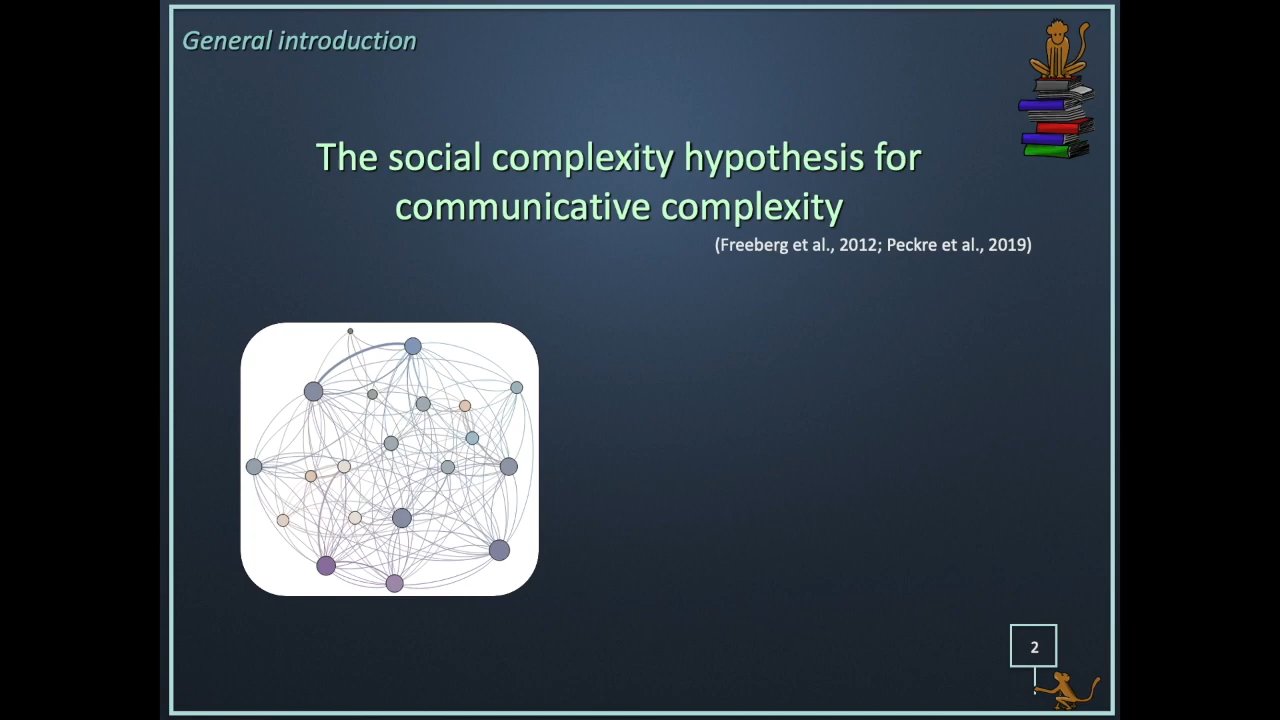 General introduction
The social complexity hypothesis for
communicative complexity
(Freeberg et al., 2012; Peckre et al., 2019)
2